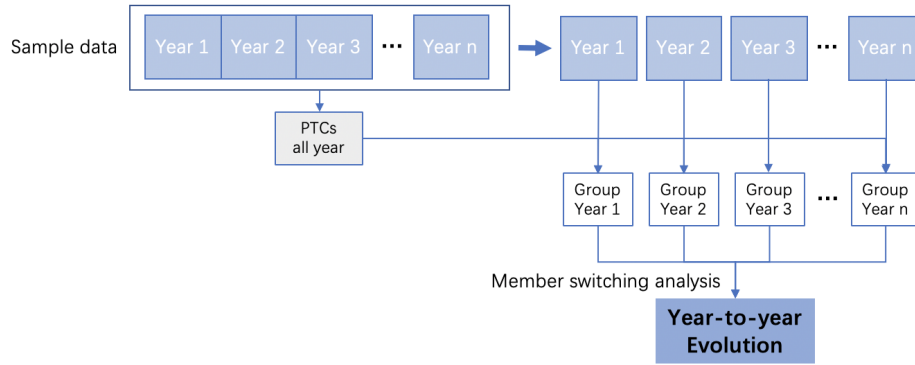 Sample data
Year 1 Year 2 Year 3 ... Year n
Year 1 Year 2 Year 3 ... Year n
PTCs
all year
Group Group Group ... Group
Year 1 Year 2 Year 3 Year n
Member switching analysis
Year-to-year
Evolution